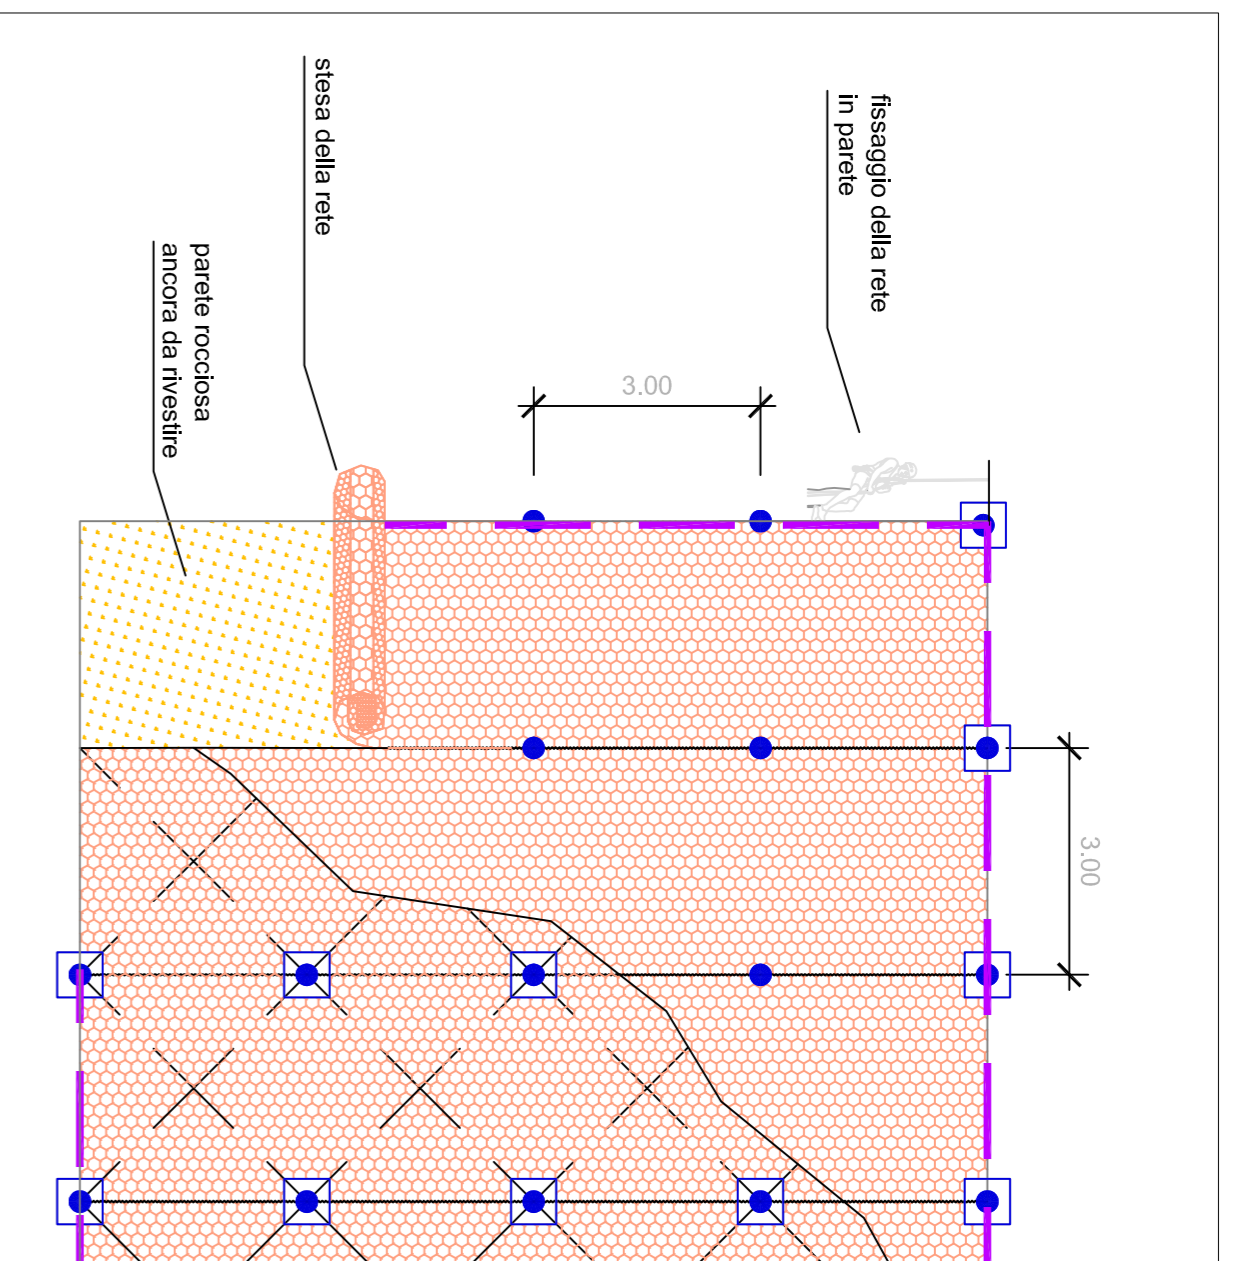 fissaggio della rete
in parete
stesa della rete
parete rocciosa
ancora da rivestire
3.00
3.00